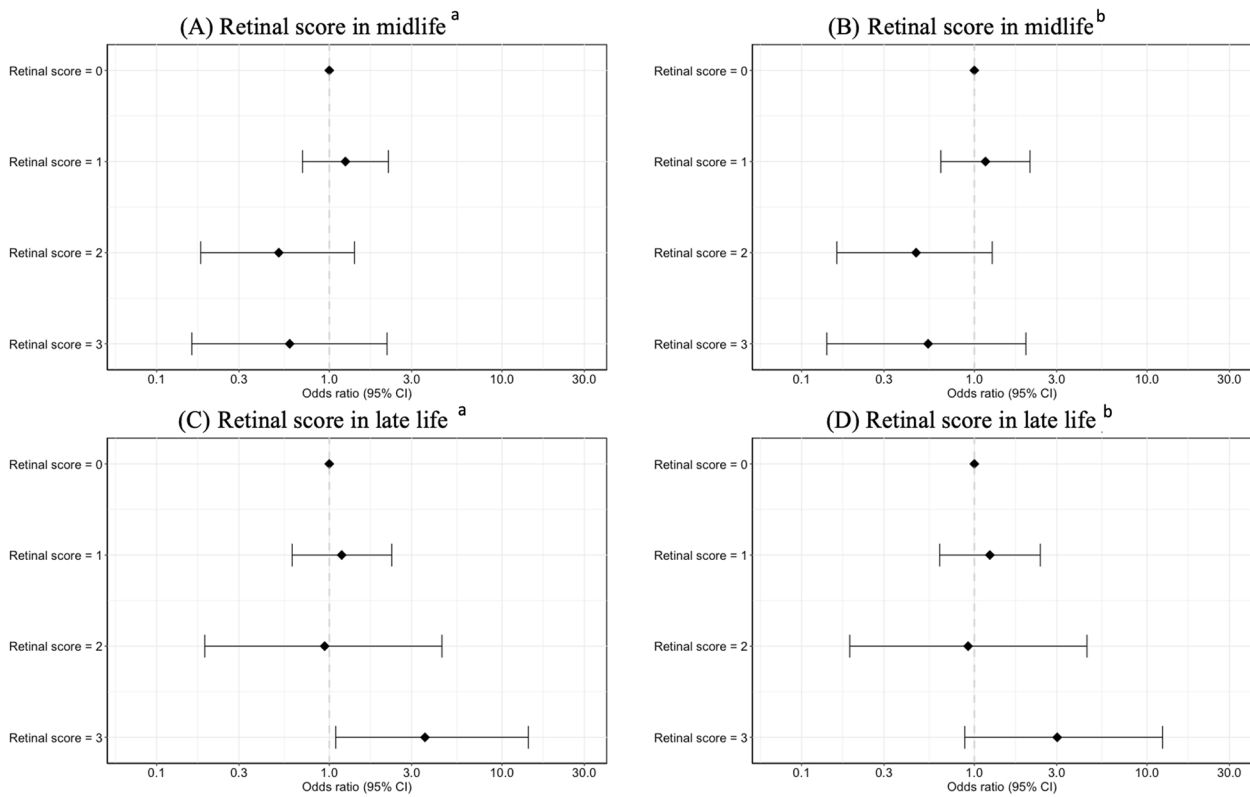 (A) Retinal score in midlife a
Retinal score = 0
Retinal score = 1
Retinal score = 2
Retinal score = 3
0.1 0.3 1.0 3.0 10.0 30.0
Odds ratio (95% CI)
(B) Retinal score in midlife b
Retinal score = 0
Retinal score = 1
Retinal score = 2
Retinal score = 3
0.1 0.3 1.0 3.0 10.0 30.0
Odds ratio (95% CI)
(C) Retinal score in late life a
Retinal score = 0
Retinal score = 1
Retinal score = 2
Retinal score = 3
0.1 0.3 1.0 3.0 10.0 30.0
Odds ratio (95% CI)
(D) Retinal score in late life b
Retinal score = 0
Retinal score = 1
Retinal score = 2
Retinal score = 3
0.1 0.3 1.0 3.0 10.0 30.0
Odds ratio (95% CI)